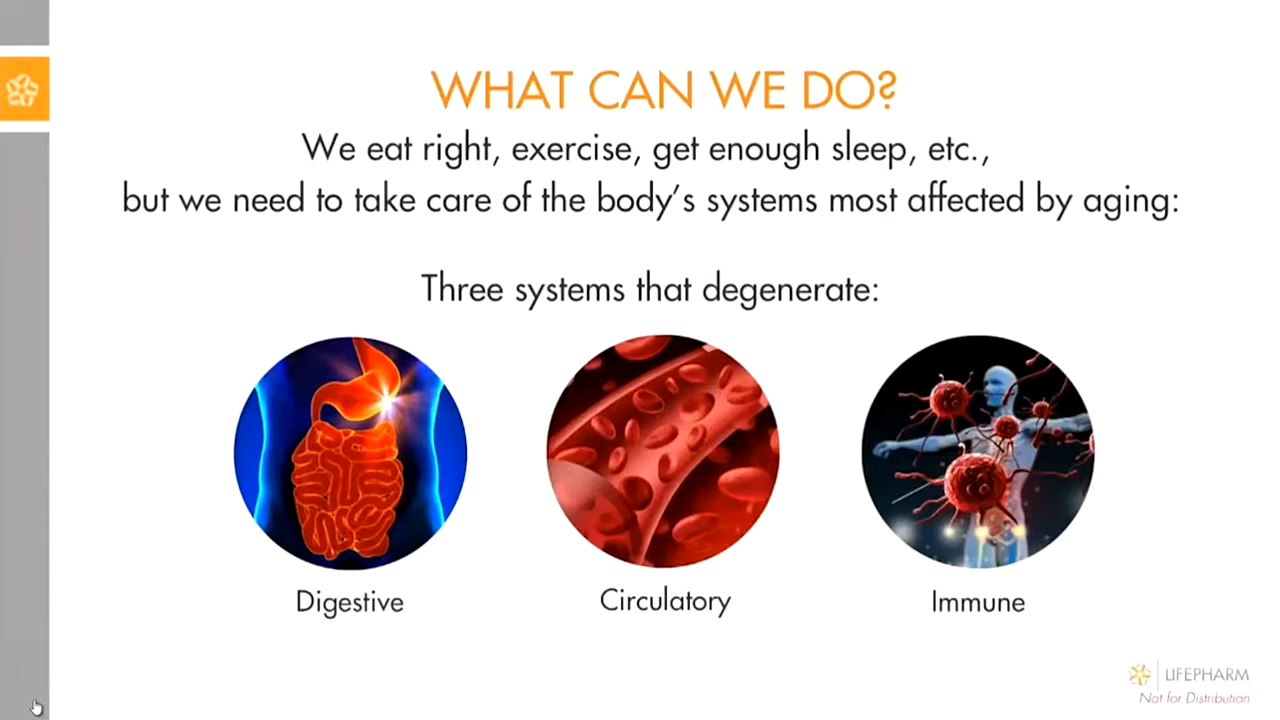 WHAT CAN WE DO?
We eat right, exercise, get enough sleep, etc.,
but we need to take care of the body's systems most affected by aging:
Three systems that degenerate:
Digestive
Circulatory
Immune
LIFEPHARM
Not for Distribution